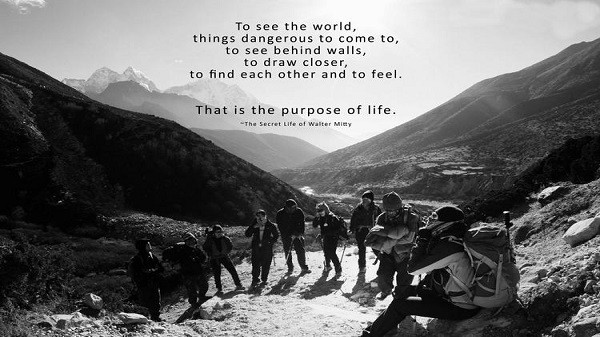 To see the world,
things dangerous to come to,
to see behind walls,
to draw closer,
to find each other and to feel.
That is the purpose of life.
~The Secret Life of Walter Mitty